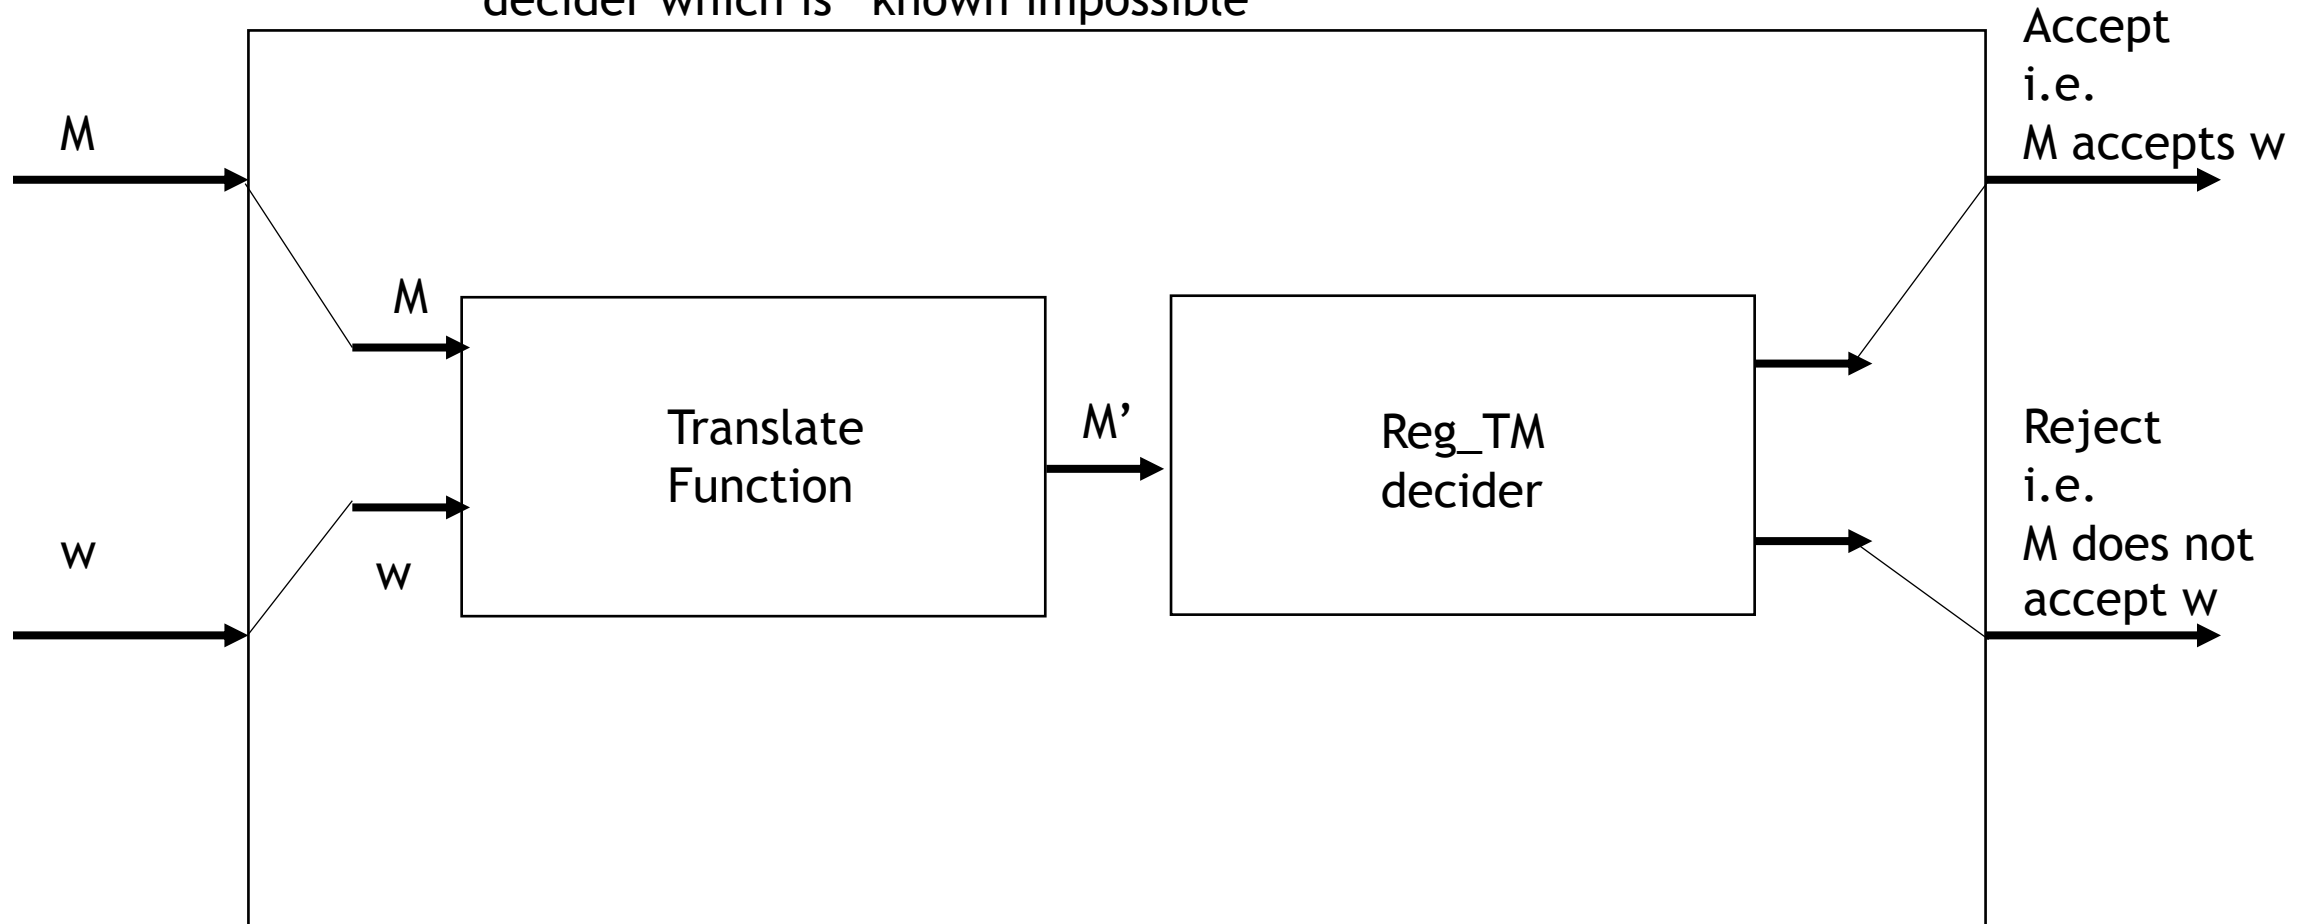 decider which is "known impossible"
Accept
i.e.
M accepts w
M
M
Translate
Function
M’
Reg_TM
decider
w
w
Reject
i.e.
M does not
accept w